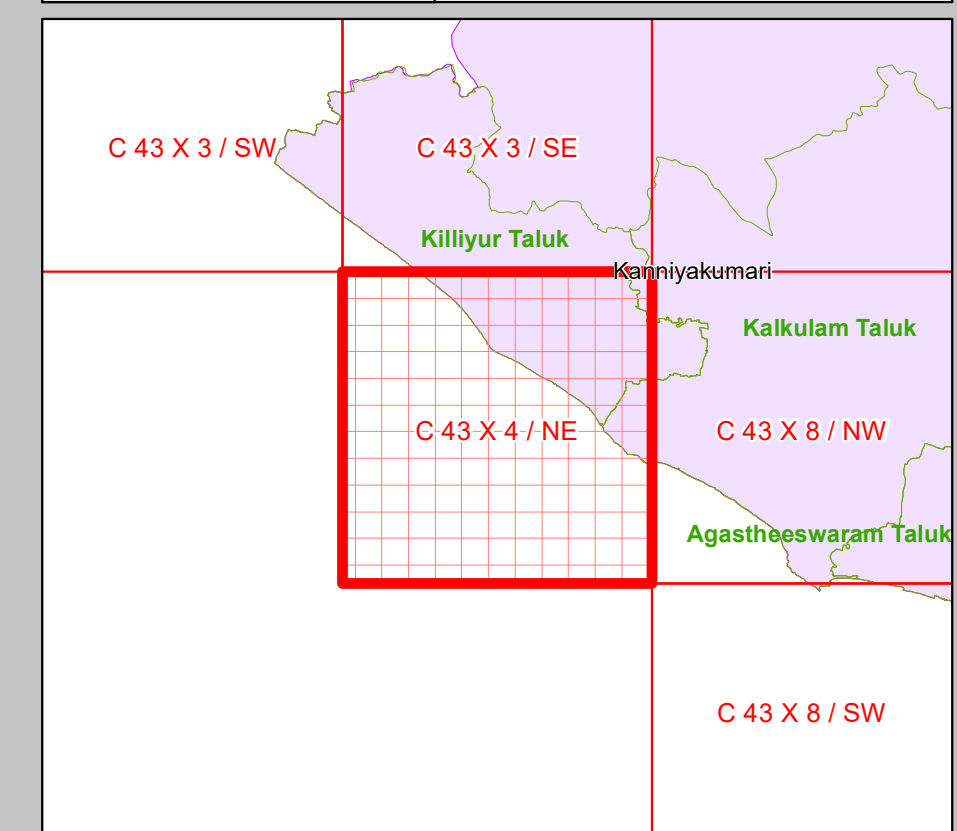 C 43 X 3 / SW
C 43 X 3 / SE
Killiyur Taluk
Kanniyakumari
Kalkulam Taluk
C 43 X 4 / NE
C 43 X 8 / NW
Agastheeswaram Taluk
C 43 X 8 / SW